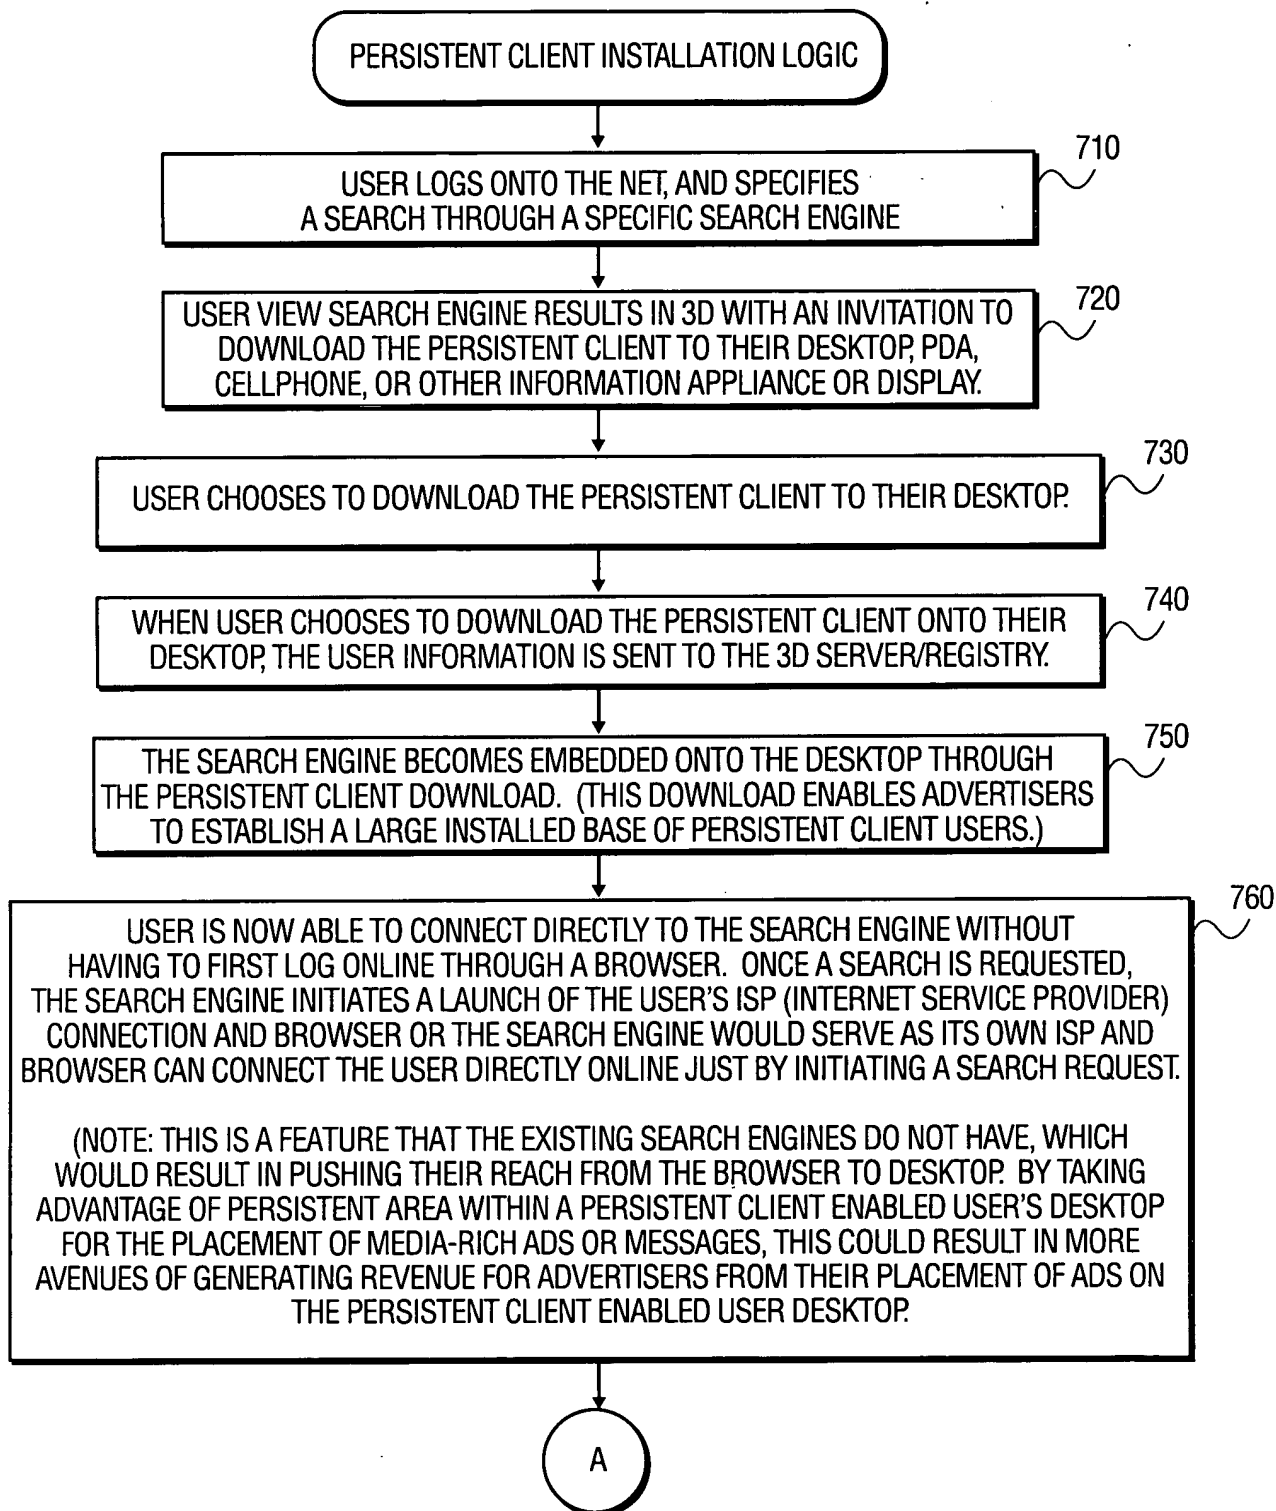 PERSISTENT CLIENT INSTALLATION LOGIC
710
USER LOGS ONTO THE NET, AND SPECIFIES
A SEARCH THROUGH A SPECIFIC SEARCH ENGINE
720
USER VIEW SEARCH ENGINE RESULTS IN 3D WITH AN INVITATION TO
DOWNLOAD THE PERSISTENT CLIENT TO THEIR DESKTOP, PDA,
CELLPHONE, OR OTHER INFORMATION APPLIANCE OR DISPLAY.
730
USER CHOOSES TO DOWNLOAD THE PERSISTENT CLIENT TO THEIR DESKTOP.
740
WHEN USER CHOOSES TO DOWNLOAD THE PERSISTENT CLIENT ONTO THEIR
DESKTOP, THE USER INFORMATION IS SENT TO THE 3D SERVER/REGISTRY.
750
THE SEARCH ENGINE BECOMES EMBEDDED ONTO THE DESKTOP THROUGH
THE PERSISTENT CLIENT DOWNLOAD. (THIS DOWNLOAD ENABLES ADVERTISERS
TO ESTABLISH A LARGE INSTALLED BASE OF PERSISTENT CLIENT USERS.)
760
USER IS NOW ABLE TO CONNECT DIRECTLY TO THE SEARCH ENGINE WITHOUT
HAVING TO FIRST LOG ONLINE THROUGH A BROWSER. ONCE A SEARCH IS REQUESTED,
THE SEARCH ENGINE INITIATES A LAUNCH OF THE USER'S ISP (INTERNET SERVICE PROVIDER)
CONNECTION AND BROWSER OR THE SEARCH ENGINE WOULD SERVE AS ITS OWN ISP AND
BROWSER CAN CONNECT THE USER DIRECTLY ONLINE JUST BY INITIATING A SEARCH REQUEST.
(NOTE: THIS IS A FEATURE THAT THE EXISTING SEARCH ENGINES DO NOT HAVE, WHICH
WOULD RESULT IN PUSHING THEIR REACH FROM THE BROWSER TO DESKTOP. BY TAKING
ADVANTAGE OF PERSISTENT AREA WITHIN A PERSISTENT CLIENT ENABLED USER'S DESKTOP
FOR THE PLACEMENT OF MEDIA-RICH ADS OR MESSAGES, THIS COULD RESULT IN MORE
AVENUES OF GENERATING REVENUE FOR ADVERTISERS FROM THEIR PLACEMENT OF ADS ON
THE PERSISTENT CLIENT ENABLED USER DESKTOP.
A